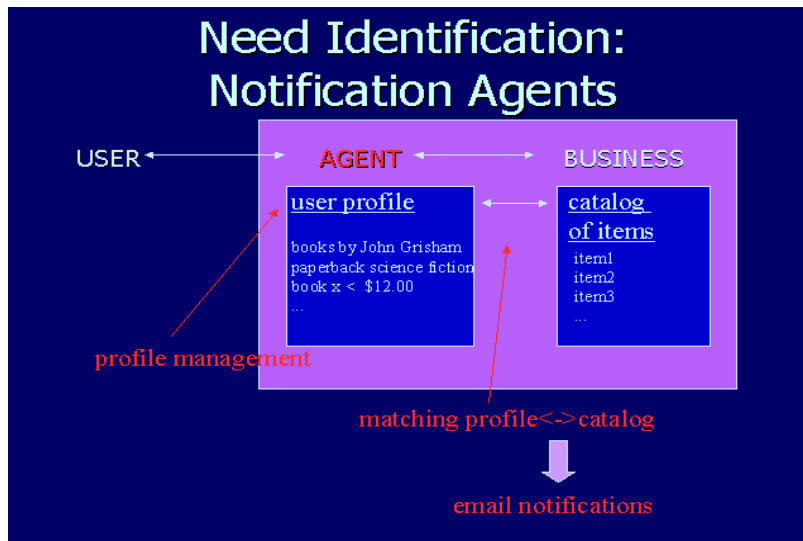 Need Identification:
Notification Agents
USER
AGENT
BUSINESS
user profile
books by John Grisham
paperback science fiction
book x < $12.00
...
catalog
of items
item1
item2
item3
...
profile management
matching profile<->catalog
email notifications